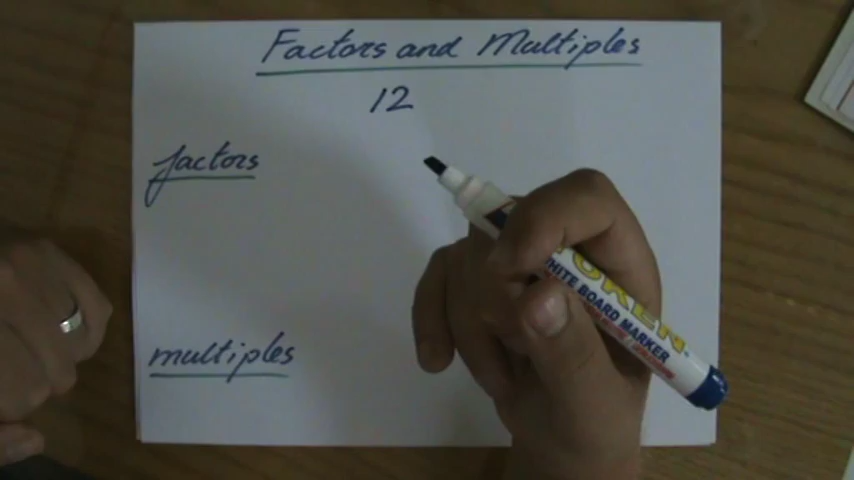 Factors and Multiples
12
factors
WHITE BOARD MARKER
multiples